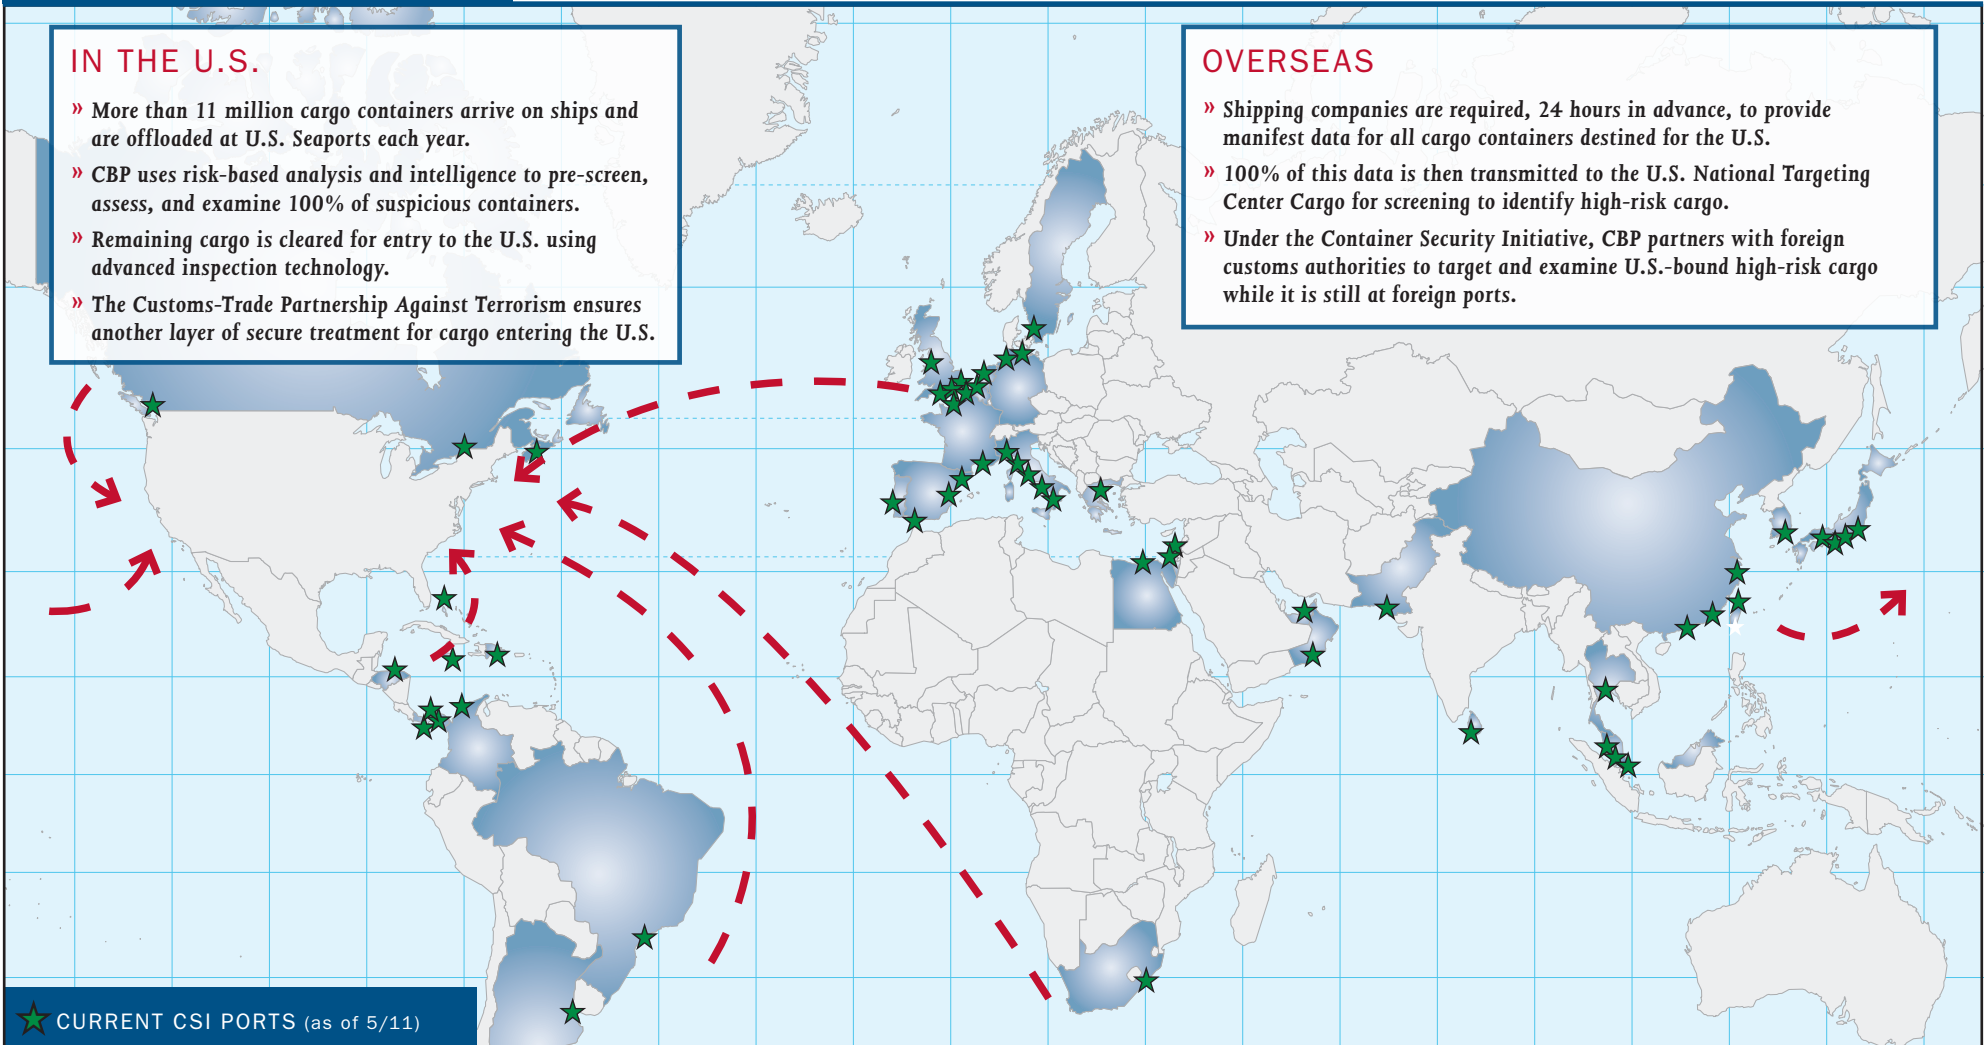 IN THE U.S.
» More than 11 million cargo containers arrive on ships and
are offloaded at U.S. Seaports each year.
» CBP uses risk-based analysis and intelligence to pre-screen,
assess, and examine 100% of suspicious containers.
» Remaining cargo is cleared for entry to the U.S. using
advanced inspection technology.
» The Customs-Trade Partnership Against Terrorism ensures
another layer of secure treatment for cargo entering the U.S.
OVERSEAS
» Shipping companies are required, 24 hours in advance, to provide
manifest data for all cargo containers destined for the U.S.
» 100% of this data is then transmitted to the U.S. National Targeting
Center Cargo for screening to identify high-risk cargo.
» Under the Container Security Initiative, CBP partners with foreign
customs authorities to target and examine U.S.-bound high-risk cargo
while it is still at foreign ports.
CURRENT CSI PORTS (as of 5/11)